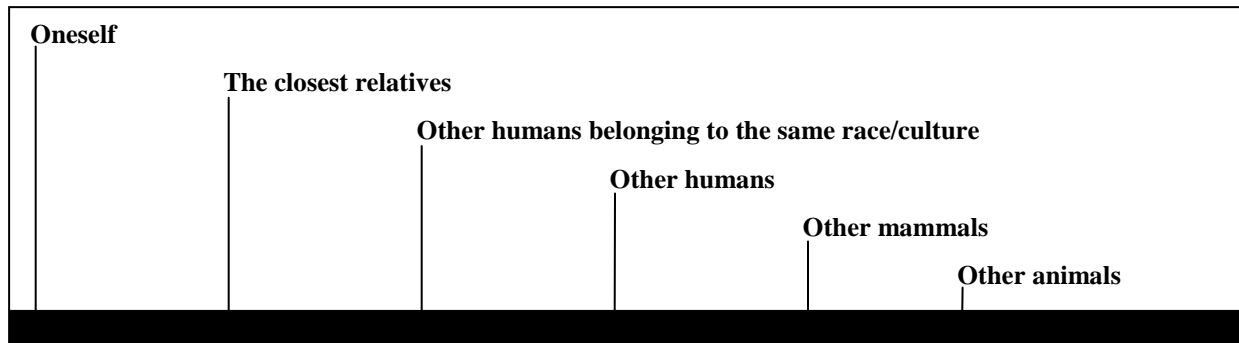 Oneself
The closest relatives
Other humans belonging to the same race/culture
Other humans
Other mammals
Other animals